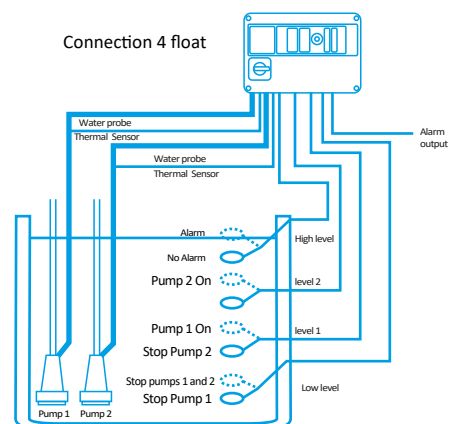 Connection 4 float
Water probe
Thermal Sensor
Water probe
Thermal Sensor
Alarm
output
Alarm
High level
No Alarm
Pump 2 On
level 2
Pump 1 On
level 1
Stop Pump 2
Stop pumps 1 and 2
Low level
Stop Pump 1
Pump 1
Pump 2